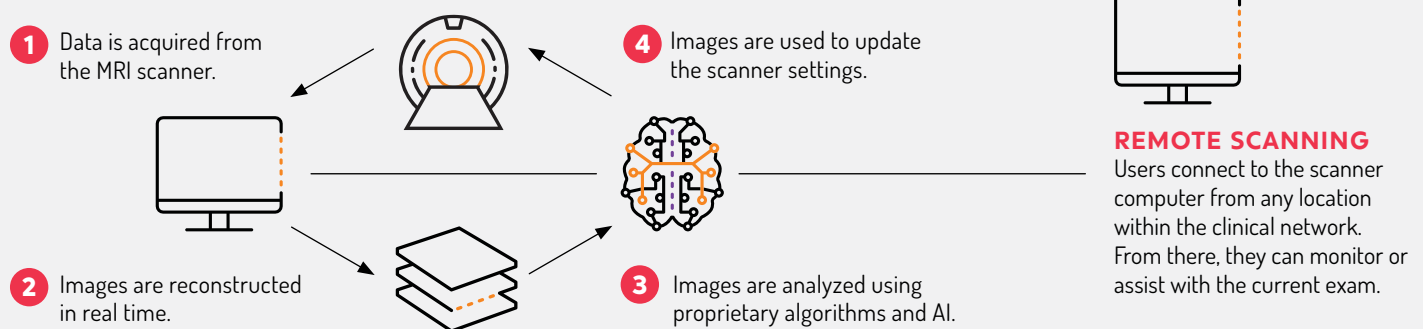 1 Data is acquired from
the MRI scanner.
4 Images are used to update
the scanner settings.
2 Images are reconstructed
in real time.
3 Images are analyzed using
proprietary algorithms and AI.
REMOTE SCANNING
Users connect to the scanner
computer from any location
within the clinical network.
From there, they can monitor or
assist with the current exam.